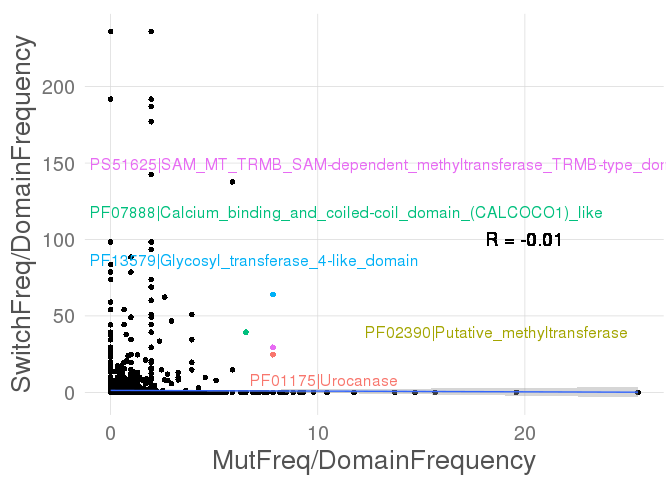 200
PS51625|SAM_MT_TRMB_SAM-dependent_methyltransferase_TRMB-type_dor
150
PF07888|Calcium_binding_and_coiled-coil_domain_(CALCOCO1)_like
100
R = -0.01
PF13579|Glycosyl_transferase_4-like_domain
50
PF02390|Putative_methyltransferase
PF01175|Urocanase
0
0
10
20
MutFreq/DomainFrequency
SwitchFreq/DomainFrequency